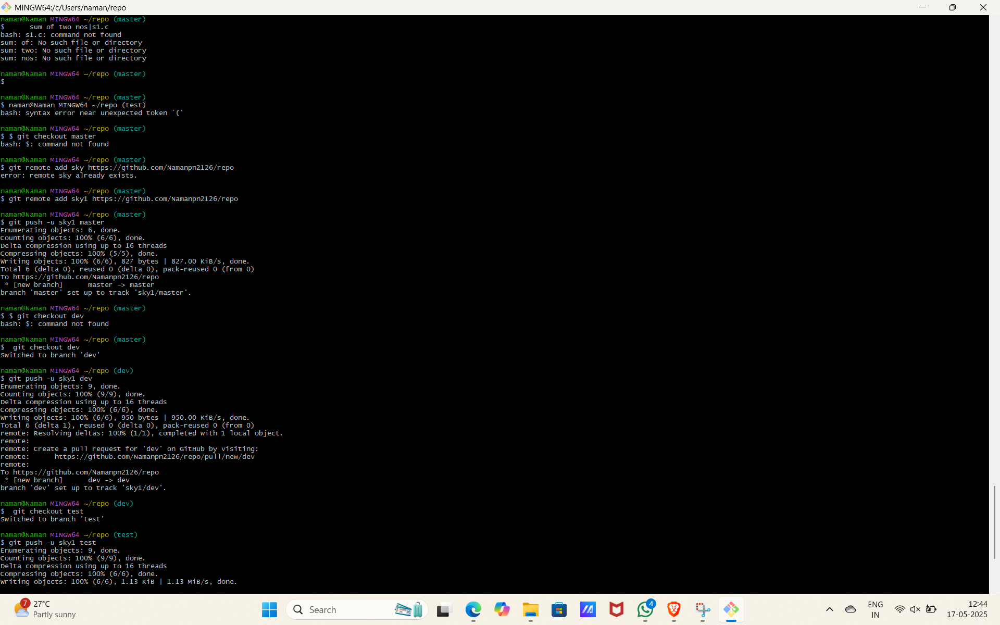 MINGW64:/c/Users/naman/repo
naman@Naman MINGW64 ~/repo (master)
$      sum of two nos|s1.c
bash: s1.c: command not found
sum: of: No such file or directory
sum: two: No such file or directory
sum: nos: No such file or directory
naman@Naman MINGW64 ~/repo (master)
$
naman@Naman MINGW64 ~/repo (master)
$ naman@Naman MINGW64 ~/repo (test)
bash: syntax error near unexpected token `('
naman@Naman MINGW64 ~/repo (master)
$ $ git checkout master
bash: $: command not found
naman@Naman MINGW64 ~/repo (master)
$ git remote add sky https://github.com/Namanpn2126/repo
error: remote sky already exists.
naman@Naman MINGW64 ~/repo (master)
$ git remote add sky1 https://github.com/Namanpn2126/repo
naman@Naman MINGW64 ~/repo (master)
$ git push -u sky1 master
Enumerating objects: 6, done.
Counting objects: 100% (6/6), done.
Delta compression using up to 16 threads
Compressing objects: 100% (5/5), done.
Writing objects: 100% (6/6), 827 bytes | 827.00 KiB/s, done.
Total 6 (delta 0), reused 0 (delta 0), pack-reused 0 (from 0)
To https://github.com/Namanpn2126/repo
 * [new branch]      master -> master
branch 'master' set up to track 'sky1/master'.
naman@Naman MINGW64 ~/repo (master)
$ $ git checkout dev
bash: $: command not found
naman@Naman MINGW64 ~/repo (master)
$  git checkout dev
Switched to branch 'dev'
naman@Naman MINGW64 ~/repo (dev)
$ git push -u sky1 dev
Enumerating objects: 9, done.
Counting objects: 100% (9/9), done.
Delta compression using up to 16 threads
Compressing objects: 100% (6/6), done.
Writing objects: 100% (6/6), 950 bytes | 950.00 KiB/s, done.
Total 6 (delta 1), reused 0 (delta 0), pack-reused 0 (from 0)
remote: Resolving deltas: 100% (1/1), completed with 1 local object.
remote:
remote: Create a pull request for 'dev' on GitHub by visiting:
remote:      https://github.com/Namanpn2126/repo/pull/new/dev
remote:
To https://github.com/Namanpn2126/repo
 * [new branch]      dev -> dev
branch 'dev' set up to track 'sky1/dev'.
naman@Naman MINGW64 ~/repo (dev)
$  git checkout test
Switched to branch 'test'
naman@Naman MINGW64 ~/repo (test)
$ git push -u sky1 test
Enumerating objects: 9, done.
Counting objects: 100% (9/9), done.
Delta compression using up to 16 threads
Compressing objects: 100% (6/6), done.
Writing objects: 100% (6/6), 1.13 KiB | 1.13 MiB/s, done.
7
27°C
Partly sunny
Search
4
ENG
IN
12:44
17-05-2025